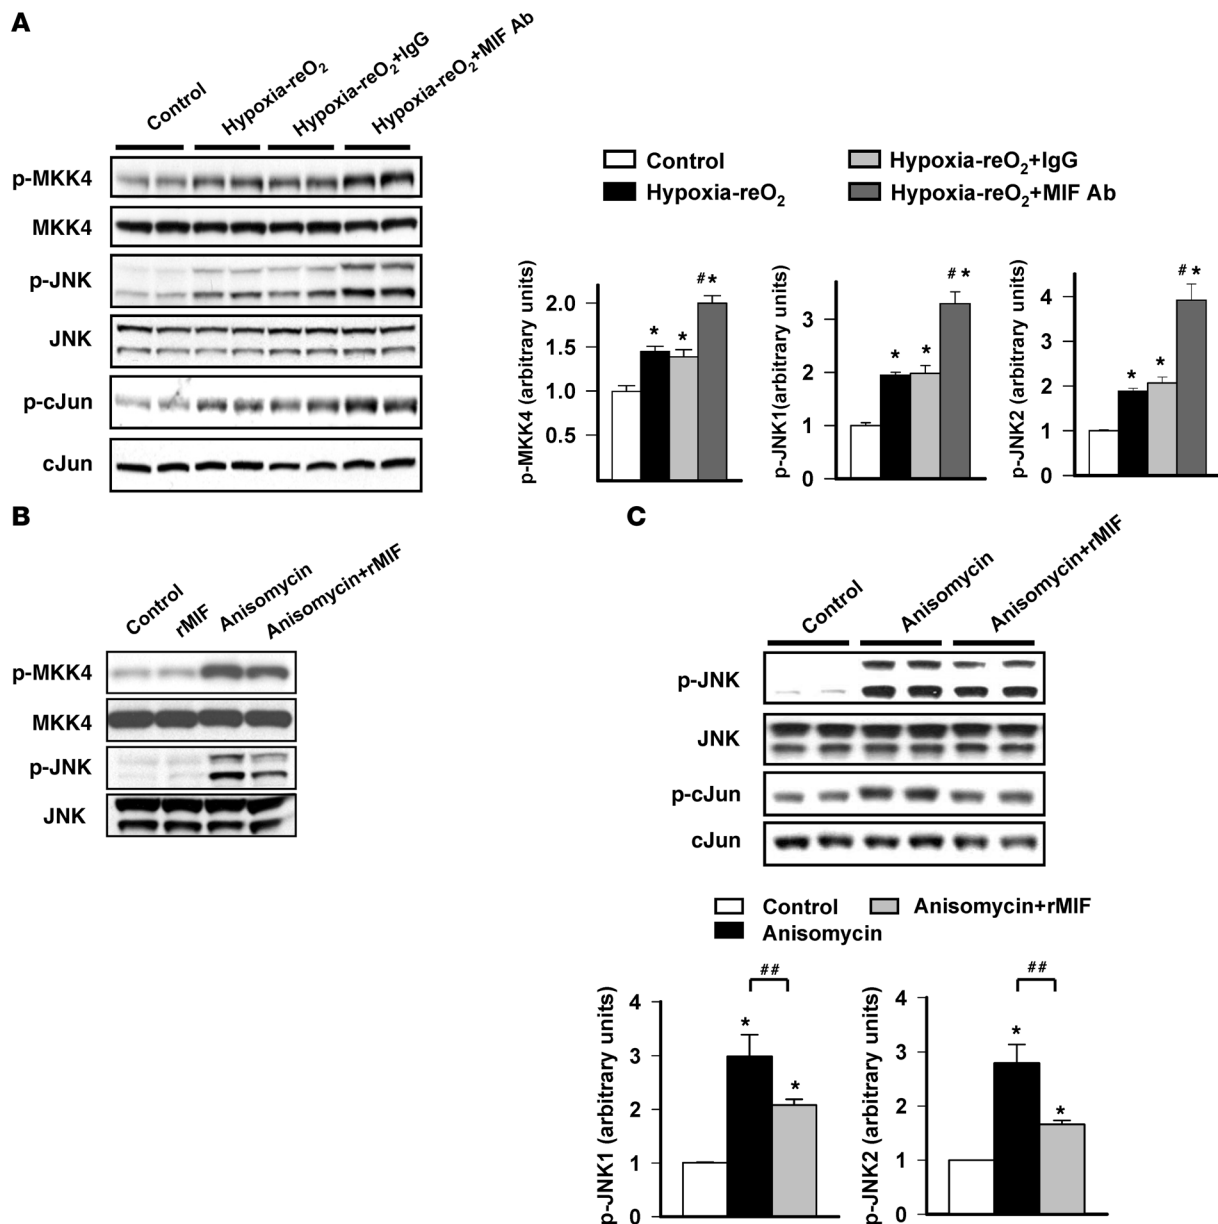 A
Control
Hypoxia-reO2
Hypoxia-reO2+IgG
Hypoxia-reO2+MIF Ab
p-MKK4
MKK4
p-JNK
JNK
p-cJun
cJun
Control
Hypoxia-reO2
Hypoxia-reO2+IgG
Hypoxia-reO2+MIF Ab
p-MKK4 (arbitrary units)
2.0
1.5
1.0
0.5
*
*
#*
p-JNK1(arbitrary units)
3
2
1
0
*
*
#*
p-JNK2 (arbitrary units)
4
3
2
1
0
*
*
#*
B
Control
rMIF
Anisomycin
Anisomycin+rMIF
p-MKK4
MKK4
p-JNK
JNK
C
Control
Anisomycin
Anisomycin+rMIF
p-JNK
JNK
p-cJun
cJun
Control
Anisomycin+rMIF
Anisomycin
p-JNK1 (arbitrary units)
4
3
2
1
0
##
*
*
p-JNK2 (arbitrary units)
4
3
2
1
0
##
*
*